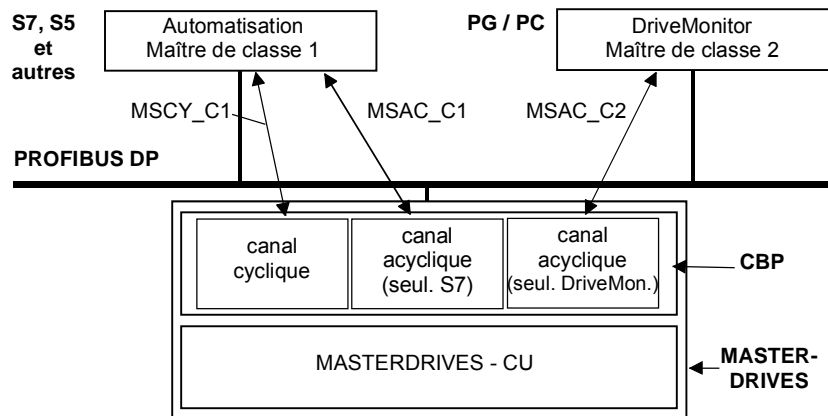 S7, S5
et
autres
Automatisation
Maître de classe 1
PG / PC
DriveMonitor
Maître de classe 2
MSCY_C1
MSAC_C1
MSAC_C2
PROFIBUS DP
canal
cyclique
canal
acyclique
(seul. S7)
canal
acyclique
(seul. DriveMon.)
CBP
MASTERDRIVES - CU
MASTER-
DRIVES